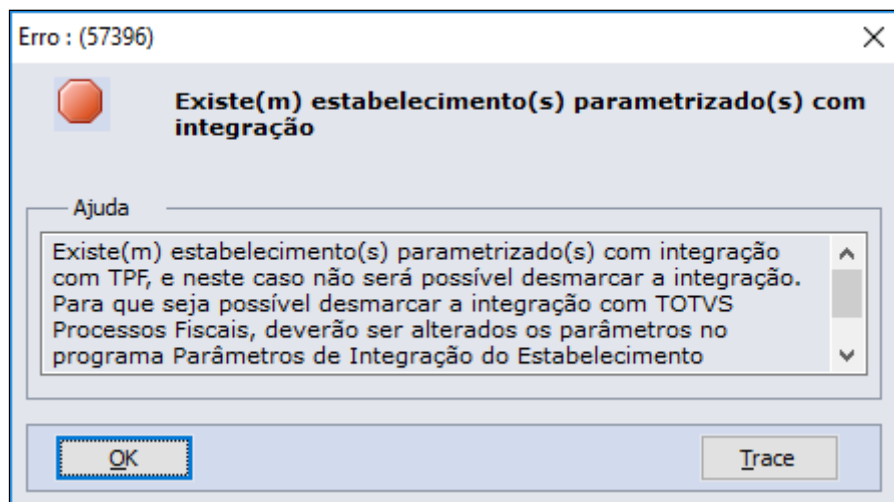 Erro : (57396)
Existe(m) estabelecimento(s) parametrizado(s) com
integração
Ajuda
Existe(m) estabelecimento(s) parametrizado(s) com integração
com TPF, e neste caso não será possível desmarcar a integração.
Para que seja possível desmarcar a integração com TOTVS
Processos Fiscais, deverão ser alterados os parâmetros no
programa Parâmetros de Integração do Estabelecimento
OK
Trace